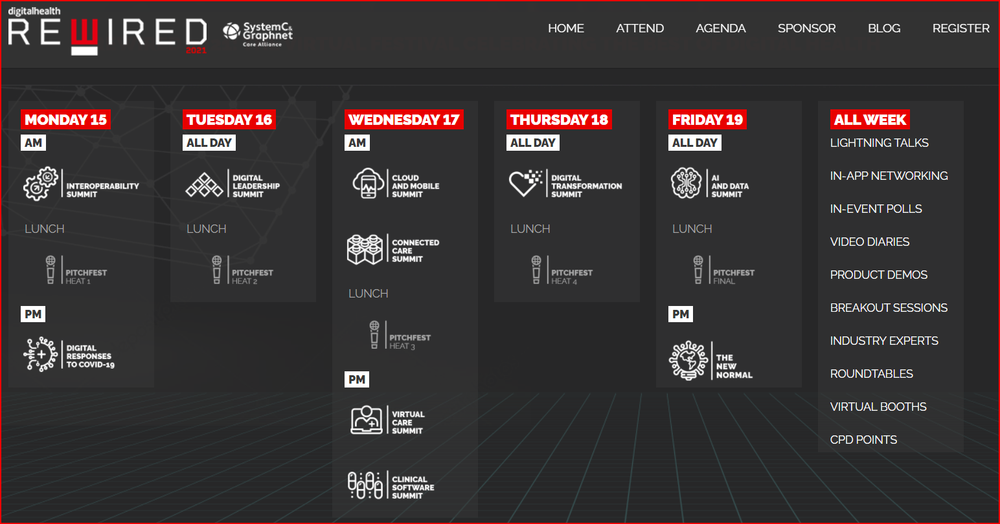 digitalhealth
REWIRED
2021
SystemC&
Graphnet
Care Alliance
HOME
ATTEND
AGENDA
SPONSOR
BLOG
REGISTER
MONDAY 15
AM
INTEROPERABILITY
SUMMIT
LUNCH
PITCHFEST
HEAT 1
PM
DIGITAL
RESPONSES
TO COVID-19
TUESDAY 16
ALL DAY
DIGITAL
LEADERSHIP
SUMMIT
LUNCH
PITCHFEST
HEAT 2
WEDNESDAY 17
AM
CLOUD
AND MOBILE
SUMMIT
CONNECTED
CARE
SUMMIT
LUNCH
PITCHFEST
HEAT 3
PM
VIRTUAL
CARE
SUMMIT
CLINICAL
SOFTWARE
SUMMIT
THURSDAY 18
ALL DAY
DIGITAL
TRANSFORMATION
SUMMIT
LUNCH
PITCHFEST
HEAT 4
FRIDAY 19
ALL DAY
AI
AND DATA
SUMMIT
LUNCH
PITCHFEST
FINAL
PM
THE
NEW
NORMAL
ALL WEEK
LIGHTNING TALKS
IN-APP NETWORKING
IN-EVENT POLLS
VIDEO DIARIES
PRODUCT DEMOS
BREAKOUT SESSIONS
INDUSTRY EXPERTS
ROUNDTABLES
VIRTUAL BOOTHS
CPD POINTS